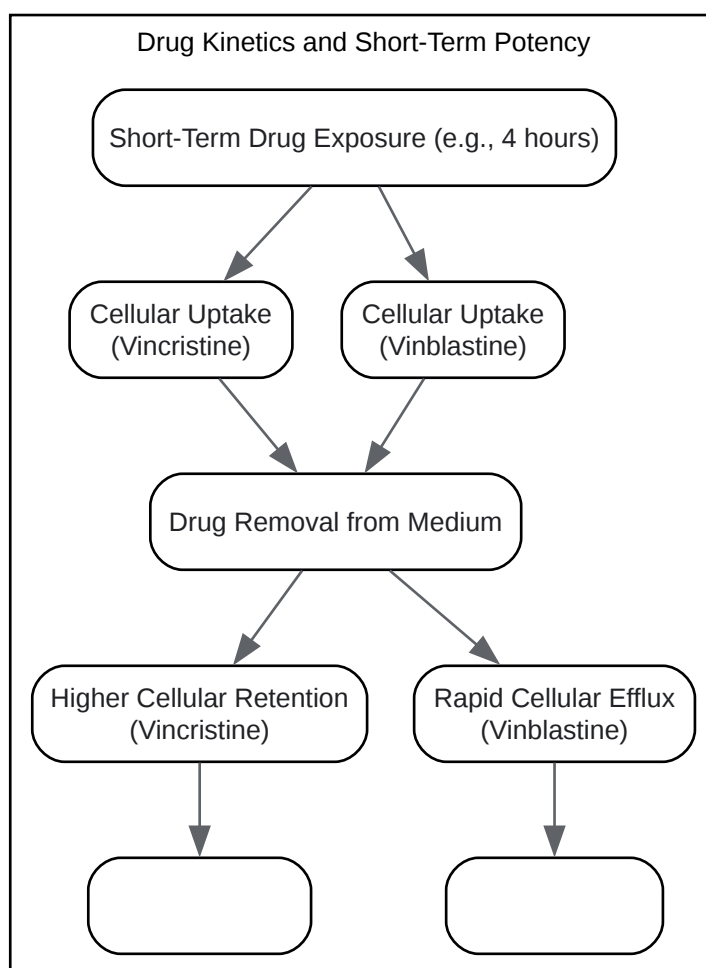 Drug Kinetics and Short-Term Potency
Short-Term Drug Exposure (e.g., 4 hours)
Cellular Uptake
(Vincristine)
Cellular Uptake
(Vinblastine)
Drug Removal from Medium
Higher Cellular Retention
(Vincristine)
Rapid Cellular Efflux
(Vinblastine)